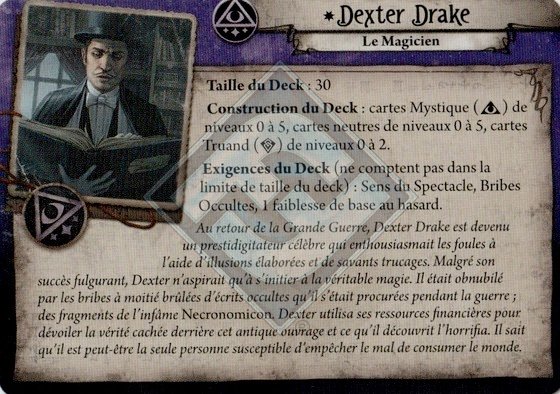 Dexter Drake
Le Magicien
Taille du Deck : 30
Construction du Deck : cartes Mystique ( ) de
niveaux 0 à 5, cartes neutres de niveaux 0 à 5, cartes
Truand ( ) de niveaux 0 à 2.
Exigences du Deck (ne comptent pas dans la
limite de taille du deck) : Sens du Spectacle, Bribes
Occultes, 1 faiblesse de base au hasard.
Au retour de la Grande Guerre, Dexter Drake est devenu
un prestidigitateur célèbre qui enthousiasmait les foules à
l'aide d'illusions élaborées et de savants trucages. Malgré son
succès fulgurant, Dexter n'aspirait qu'à s'initier à la véritable magie. Il était obnubilé
par les bribes à moitié brûlées d'écrits occultes qu'il s'était procurées pendant la guerre ;
des fragments de l'infâme Necronomicon. Dexter utilisa ses ressources financières pour
dévoiler la vérité cachée derrière cet antique ouvrage et ce qu'il découvrit l'horrifia. Il sait
qu'il est peut-être la seule personne susceptible d'empêcher le mal de consumer le monde.